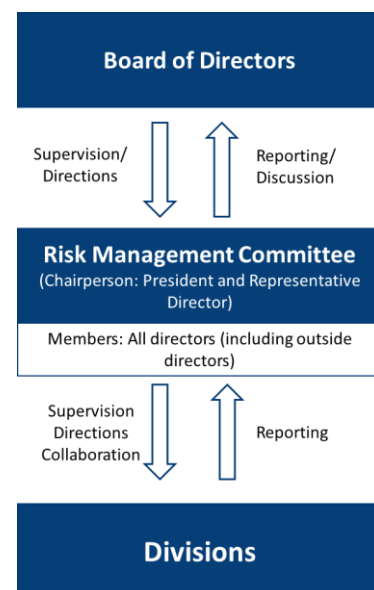 Board of Directors
Supervision/
Directions
Reporting/
Discussion
Risk Management Committee
(Chairperson: President and Representative
Director)
Members: All directors (including outside
directors)
Supervision
Directions
Collaboration
Reporting
Divisions